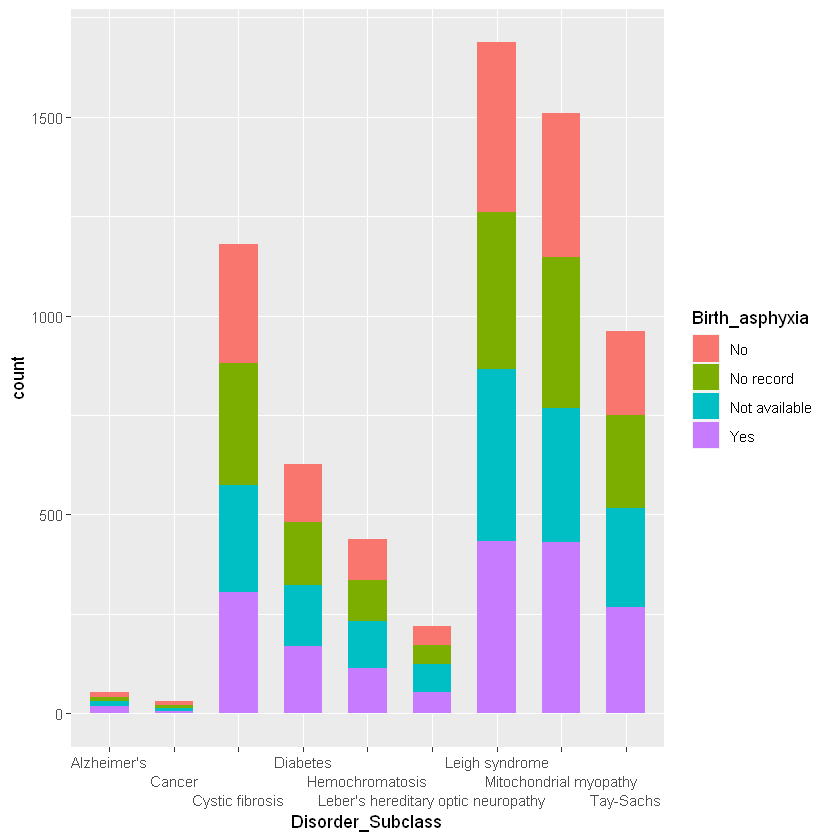 count
1500
1000
500
0
Alzheimer's
Cancer
Cystic fibrosis
Diabetes
Hemochromatosis
Leber's hereditary optic neuropathy
Leigh syndrome
Mitochondrial myopathy
Tay-Sachs
Disorder_Subclass
Birth_asphyxia
No
No record
Not available
Yes